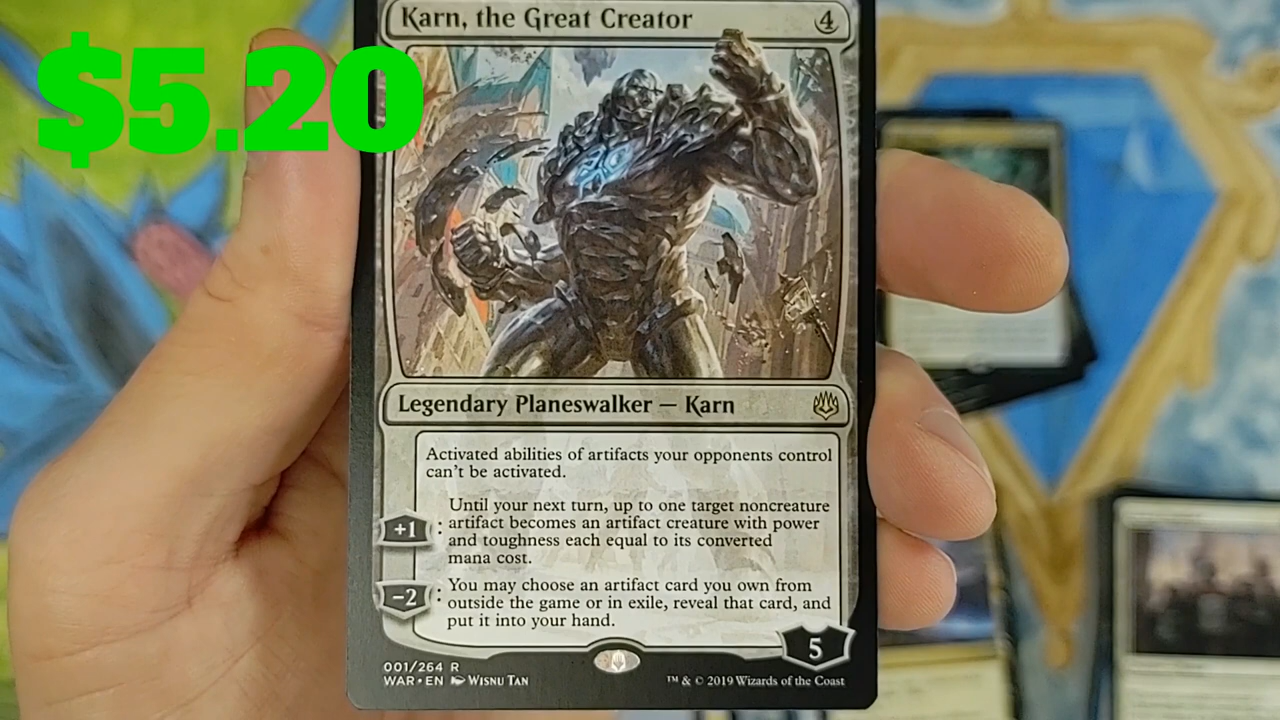 $5.20
Karn, the Great Creator 4
Legendary Planeswalker — Karn
Activated abilities of artifacts your opponents control
can't be activated.
Until your next turn, up to one target noncreature
+1 : artifact becomes an artifact creature with power
and toughness each equal to its converted
mana cost.
-2 : You may choose an artifact card you own from
outside the game or in exile, reveal that card, and
put it into your hand.
5
001/264 R
WAR • EN Wisnu Tan
™ & © 2019 Wizards of the Coast